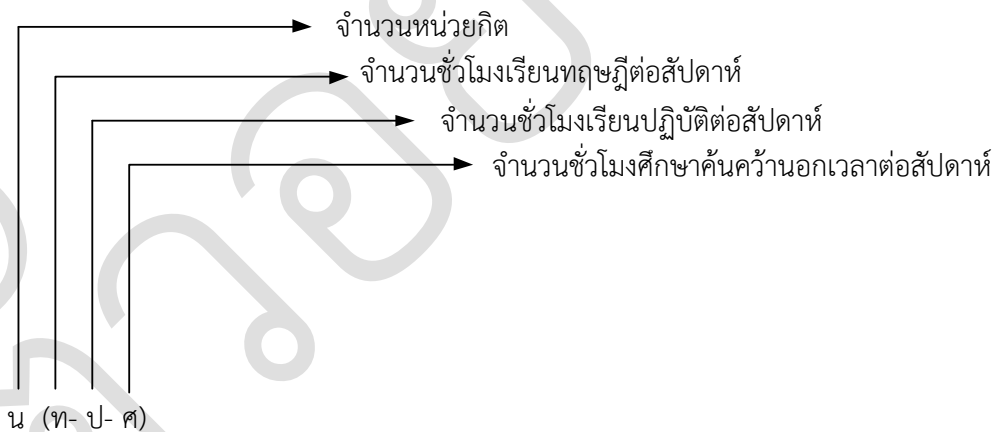 จำนวนหน่วยกิต
จำนวนชั่วโมงเรียนทฤษฎีต่อสัปดาห์
จำนวนชั่วโมงเรียนปฏิบัติต่อสัปดาห์
จำนวนชั่วโมงศึกษาค้นคว้านอกเวลาต่อสัปดาห์
น (ท- ป- ศ)